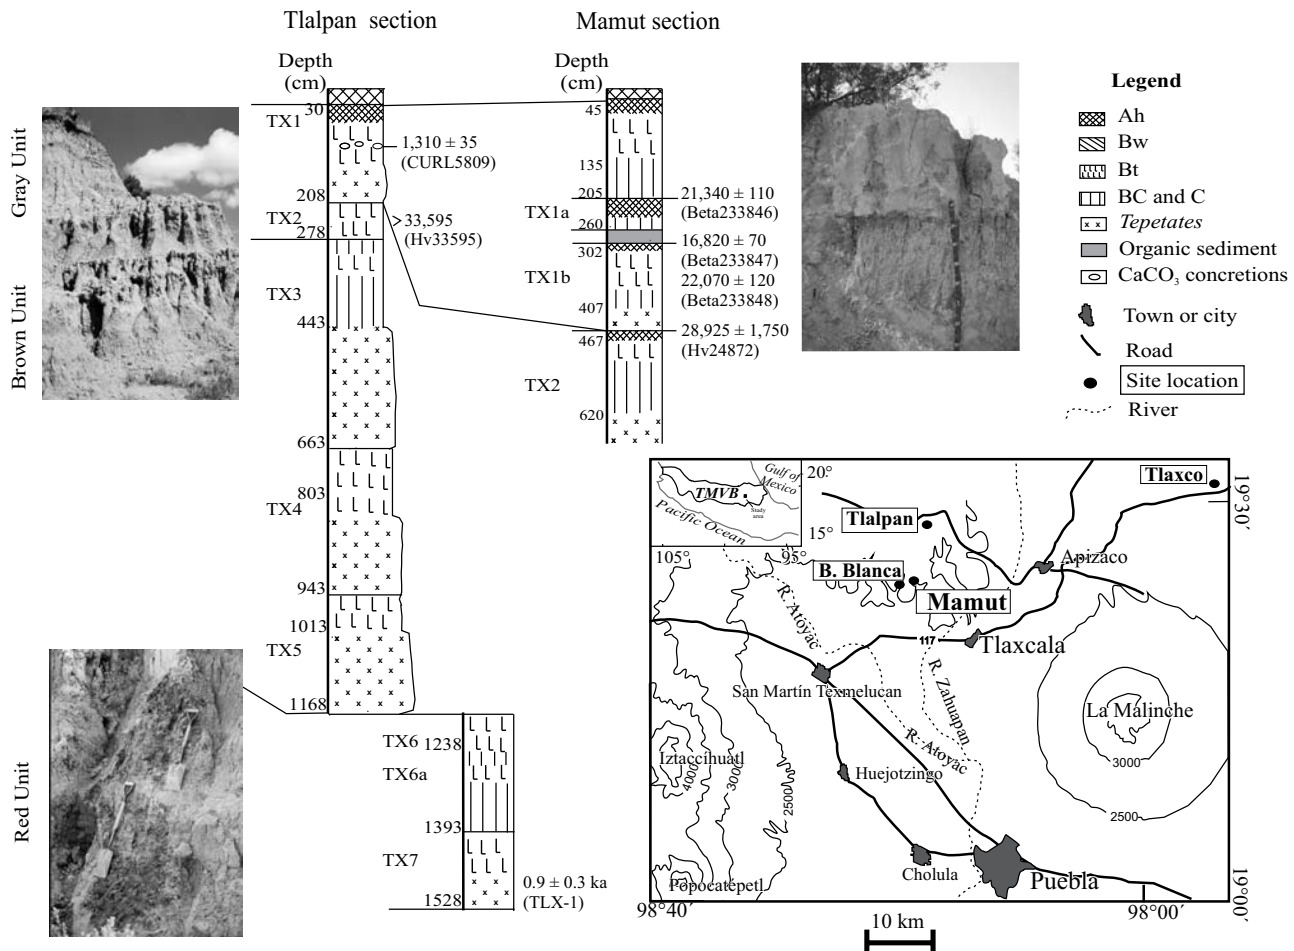 Tlalpan section
Depth
(cm)
Gray Unit
Brown Unit
Red Unit
30
TX1
1,310 ± 35
(CURL5809)
208
TX2
278
> 33,595
(Hv33595)
TX3
443
663
803
TX4
943
1013
TX5
1168
TX6 1238
TX6a
1393
TX7
1528
0.9 ± 0.3 ka
(TLX-1)
Mamut section
Depth
(cm)
45
135
205
21,340 ± 110
(Beta233846)
TX1a
260
16,820 ± 70
(Beta233847)
302
TX1b
22,070 ± 120
(Beta233848)
407
28,925 ± 1,750
(Hv24872)
467
TX2
620
Legend
Ah
Bw
Bt
BC and C
Tepetates
Organic sediment
CaCO₃ concretions
Town or city
Road
Site location
River
Gulf of
Mexico
TMVB
Study
area
Pacific Ocean
20°
15°
105°
95°
Tlaxco
19°30´
Tlalpan
Apizaco
B. Blanca
Mamut
R. Atoyac
117
Tlaxcala
San Martín Texmelucan
R. Zahuapan
La Malinche
R. Atoyac
Iztaccíhuatl
4000
3000
2500
Huejotzingo
3000
2500
Cholula
Puebla
Popocatépetl
98°40´
98°00´
19°00´
10 km